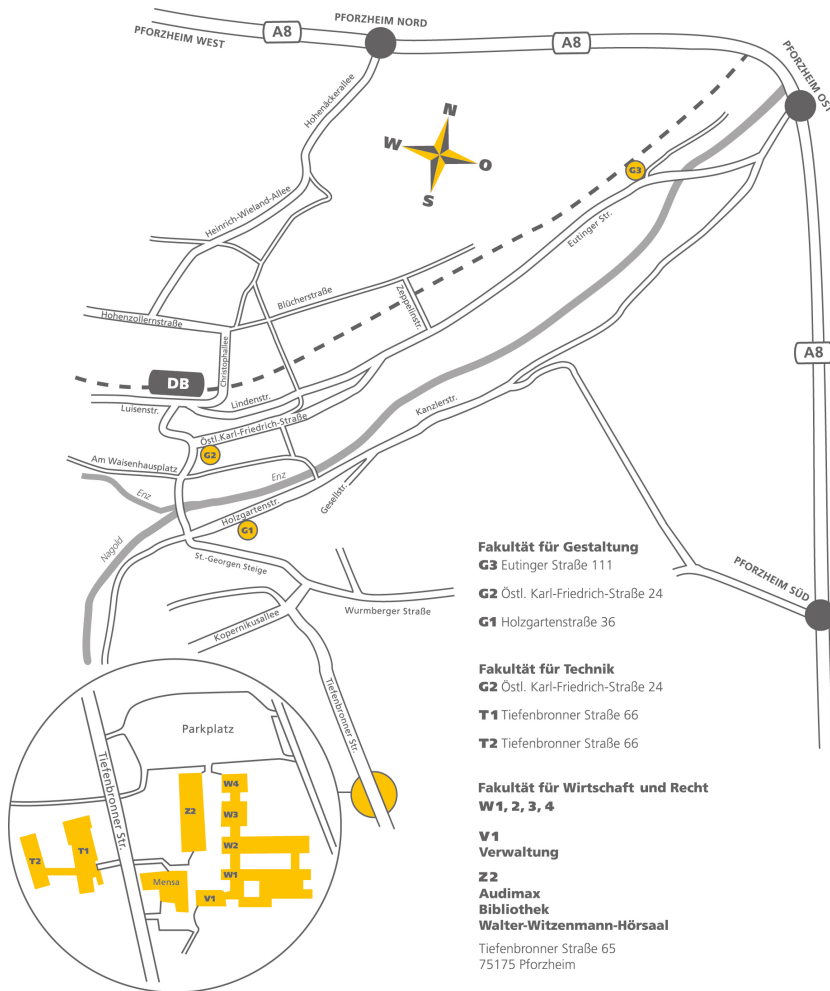 PFORZHEIM NORD
PFORZHEIM WEST
A8
A8
PFORZHEIM OST
Hohenäckerallee
N
W
O
S
G3
Heinrich-Wieland-Allee
Eutinger Str.
Blücherstraße
Zeppelinstr.
Hohenzollernstraße
Christophallee
A8
DB
Luisenstr.
Lindenstr.
Kanzlerstr.
Östl.Karl-Friedrich-Straße
G2
Am Waisenhausplatz
Enz
Enz
Gesellstr.
Holzgartenstr.
G1
Nagold
St.-Georgen Steige
PFORZHEIM SÜD
Wurmberger Straße
Kopernikusallee
Tiefenbronner Str.
Fakultät für Gestaltung
G3 Eutinger Straße 111
G2 Östl. Karl-Friedrich-Straße 24
G1 Holzgartenstraße 36
Fakultät für Technik
G2 Östl. Karl-Friedrich-Straße 24
T1 Tiefenbronner Straße 66
T2 Tiefenbronner Straße 66
Fakultät für Wirtschaft und Recht
W1, 2, 3, 4
V1
Verwaltung
Z2
Audimax
Bibliothek
Walter-Witzenmann-Hörsaal
Tiefenbronner Straße 65
75175 Pforzheim
Parkplatz
Tiefenbronner Str.
W4
Z2
W3
W2
T1
T2
W1
Mensa
V1